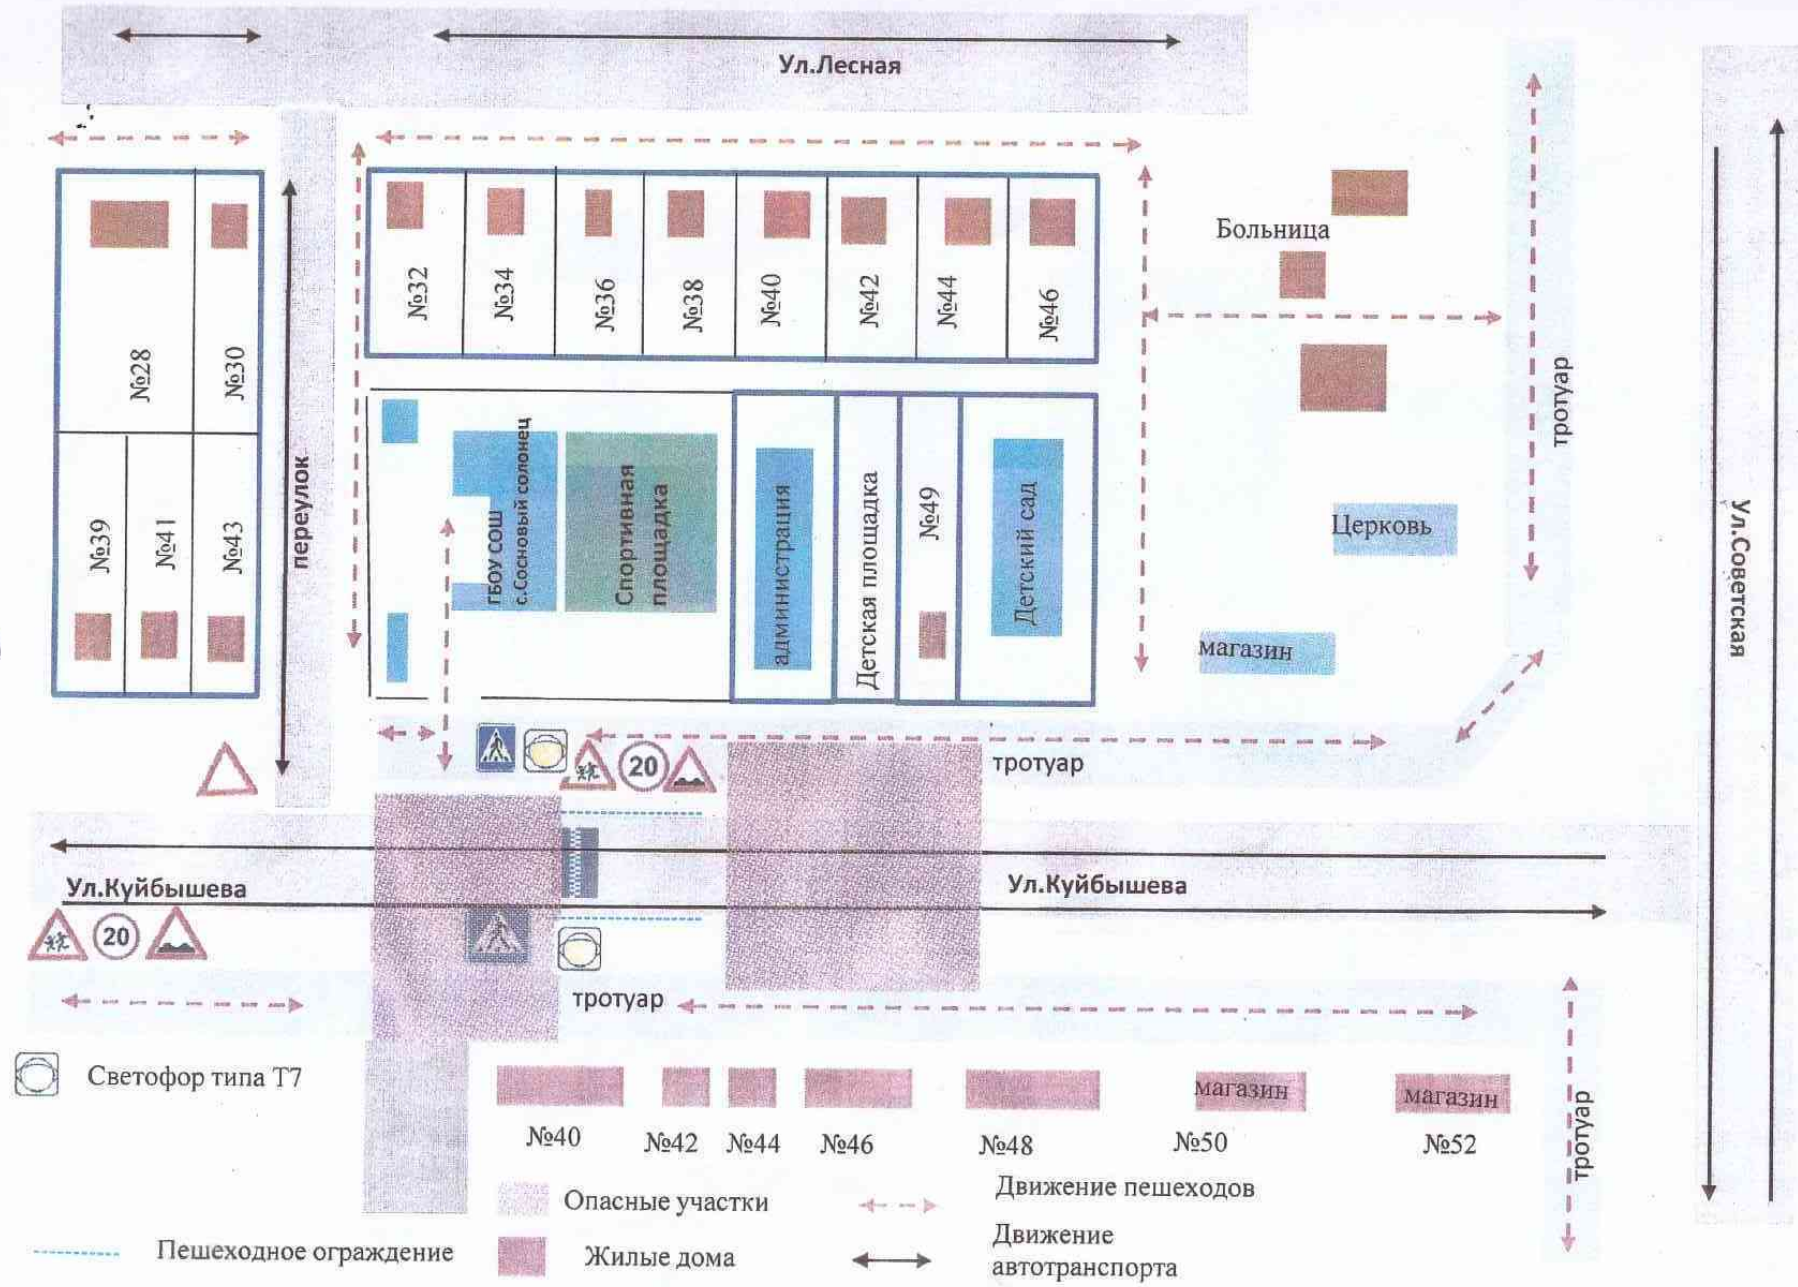 Ул.Лесная
№28
№30
№32
№34
№36
№38
№40
№42
№44
№46
Больница
№39
№41
№43
переулок
ГБОУ СОШ
с.Сосновый солонец
Спортивная
площадка
администрация
Детская площадка
№49
Детский сад
Церковь
магазин
тротуар
Ул.Советская
20
тротуар
Ул.Куйбышева
Ул.Куйбышева
20
тротуар
Светофор типа Т7
магазин
магазин
№40
№42
№44
№46
№48
№50
№52
тротуар
Опасные участки
Движение пешеходов
Пешеходное ограждение
Жилые дома
Движение
автотранспорта